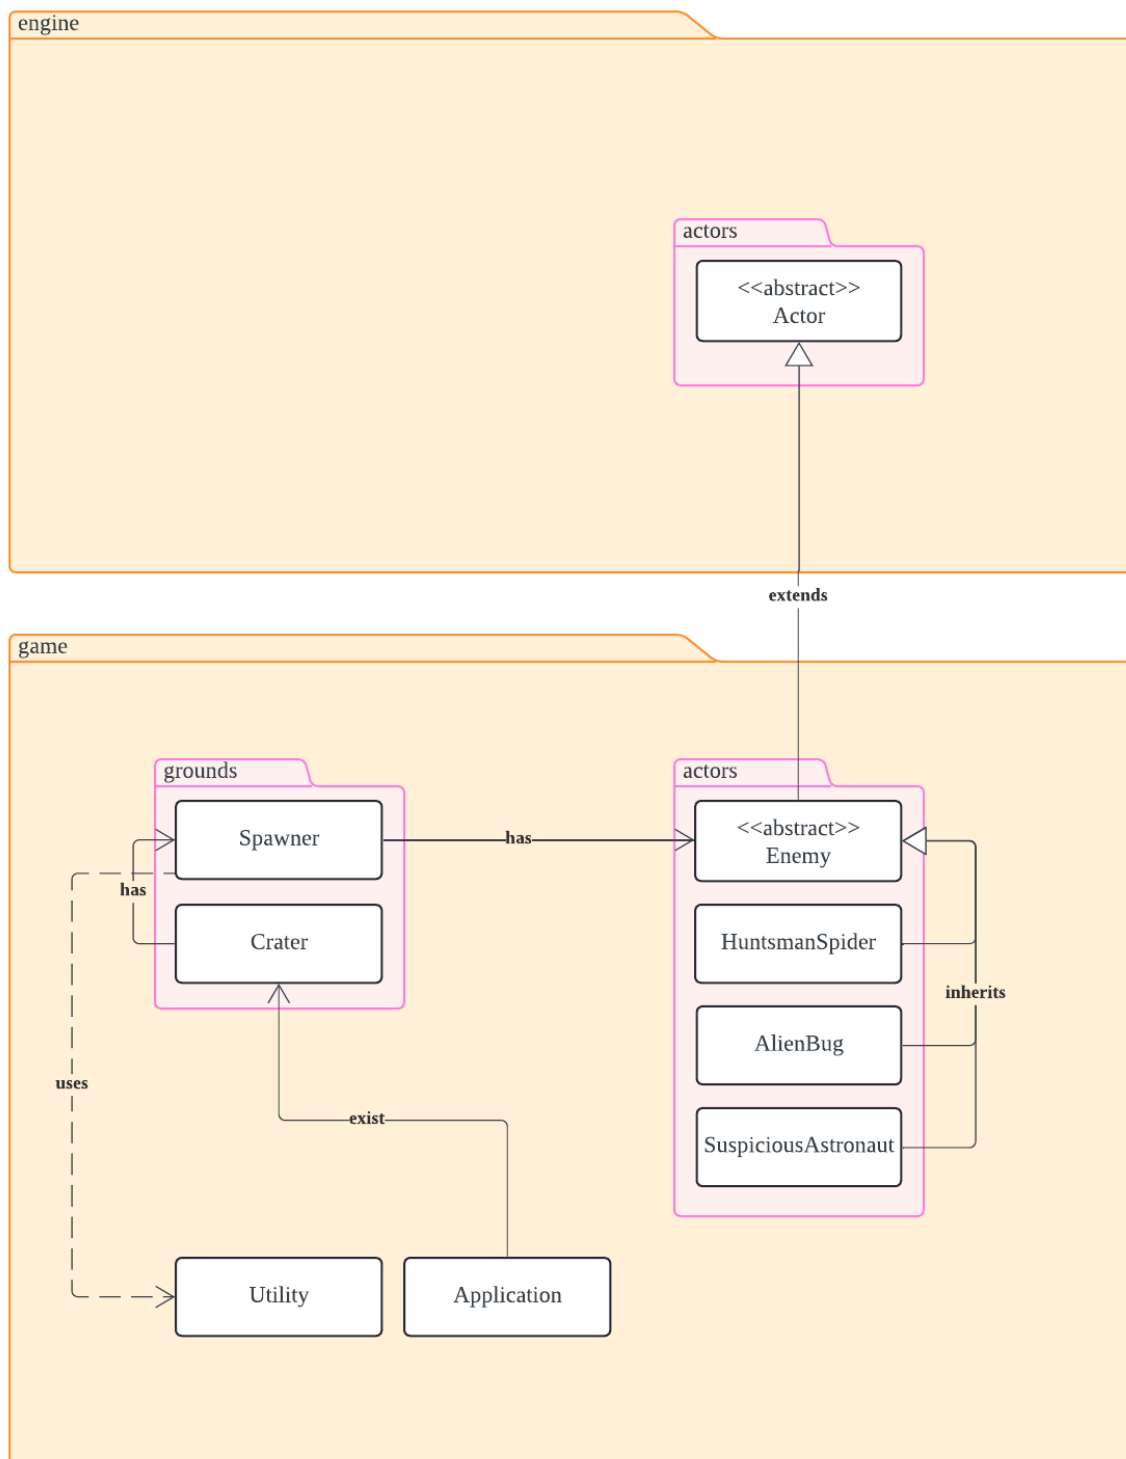 engine
actors
<<abstract>>
Actor
extends
game
grounds
actors
Spawner
has
<<abstract>>
Enemy
has
Crater
HuntsmanSpider
inherits
AlienBug
uses
exist
SuspiciousAstronaut
Utility
Application